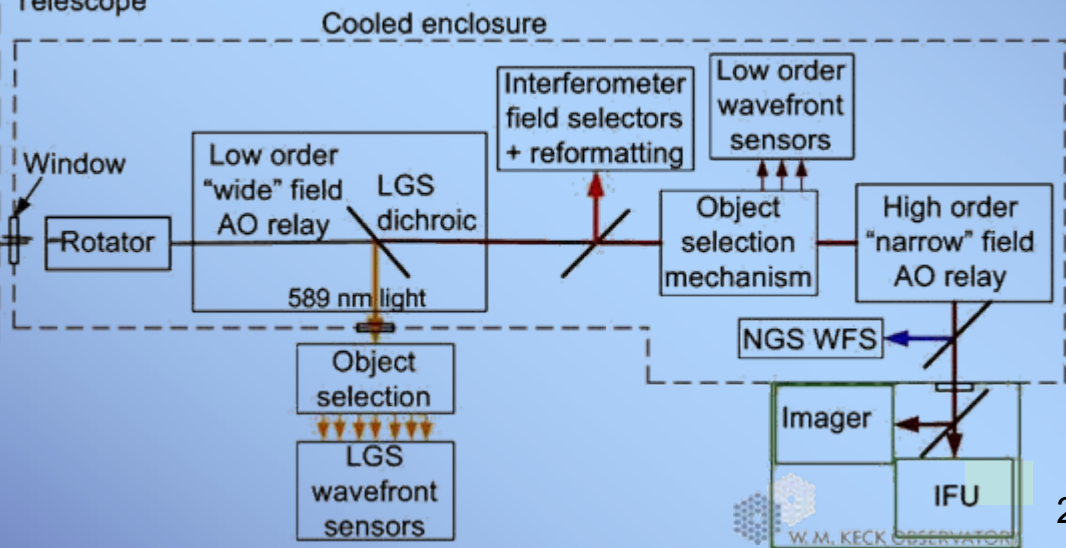 Telescope
Cooled enclosure
Window
Rotator
Low order
“wide” field
AO relay
LGS
dichroic
589 nm light
Interferometer
field selectors
+ reformatting
Low order
wavefront
sensors
Object
selection
mechanism
High order
“narrow” field
AO relay
NGS WFS
Object
selection
LGS
wavefront
sensors
Imager
IFU
2
W. M. KECK OBSERVATORY